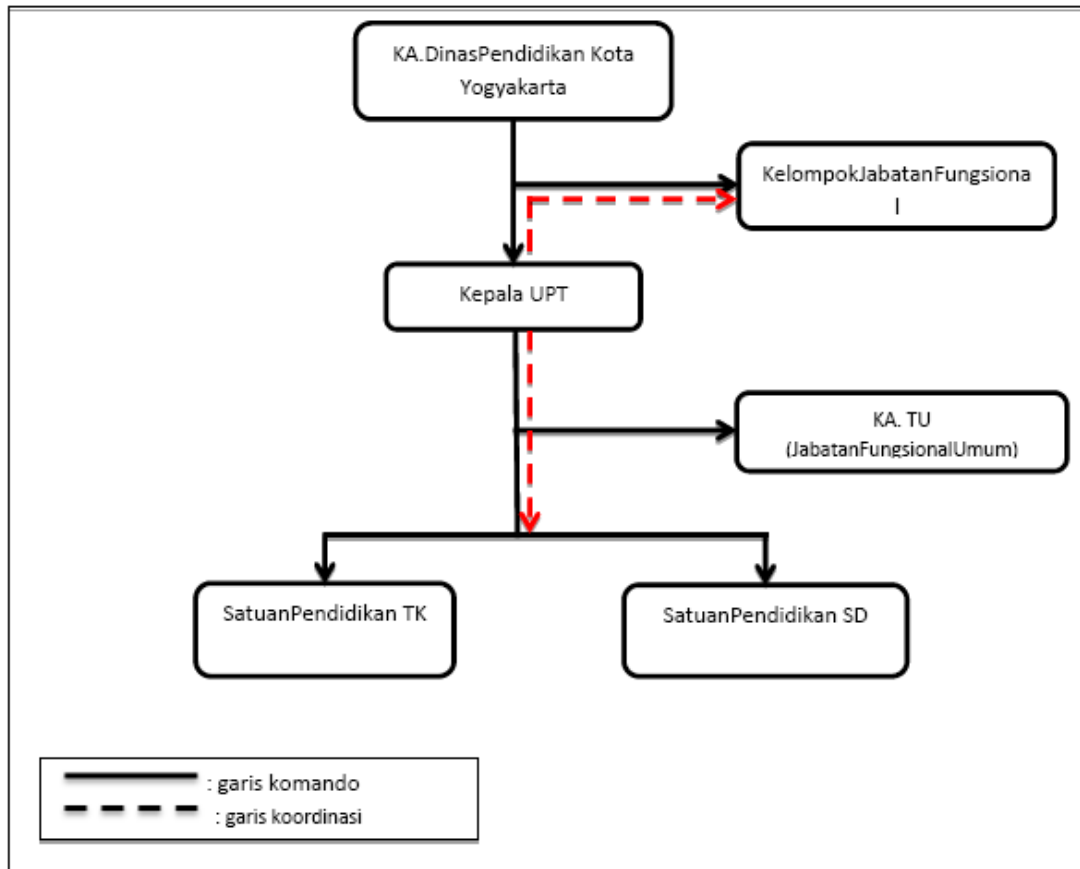 KA.DinasPendidikan Kota
Yogyakarta
KelompokJabatanFungsiona
l
Kepala UPT
KA. TU
(JabatanFungsionalUmum)
SatuanPendidikan TK
SatuanPendidikan SD
: garis komando
: garis koordinasi